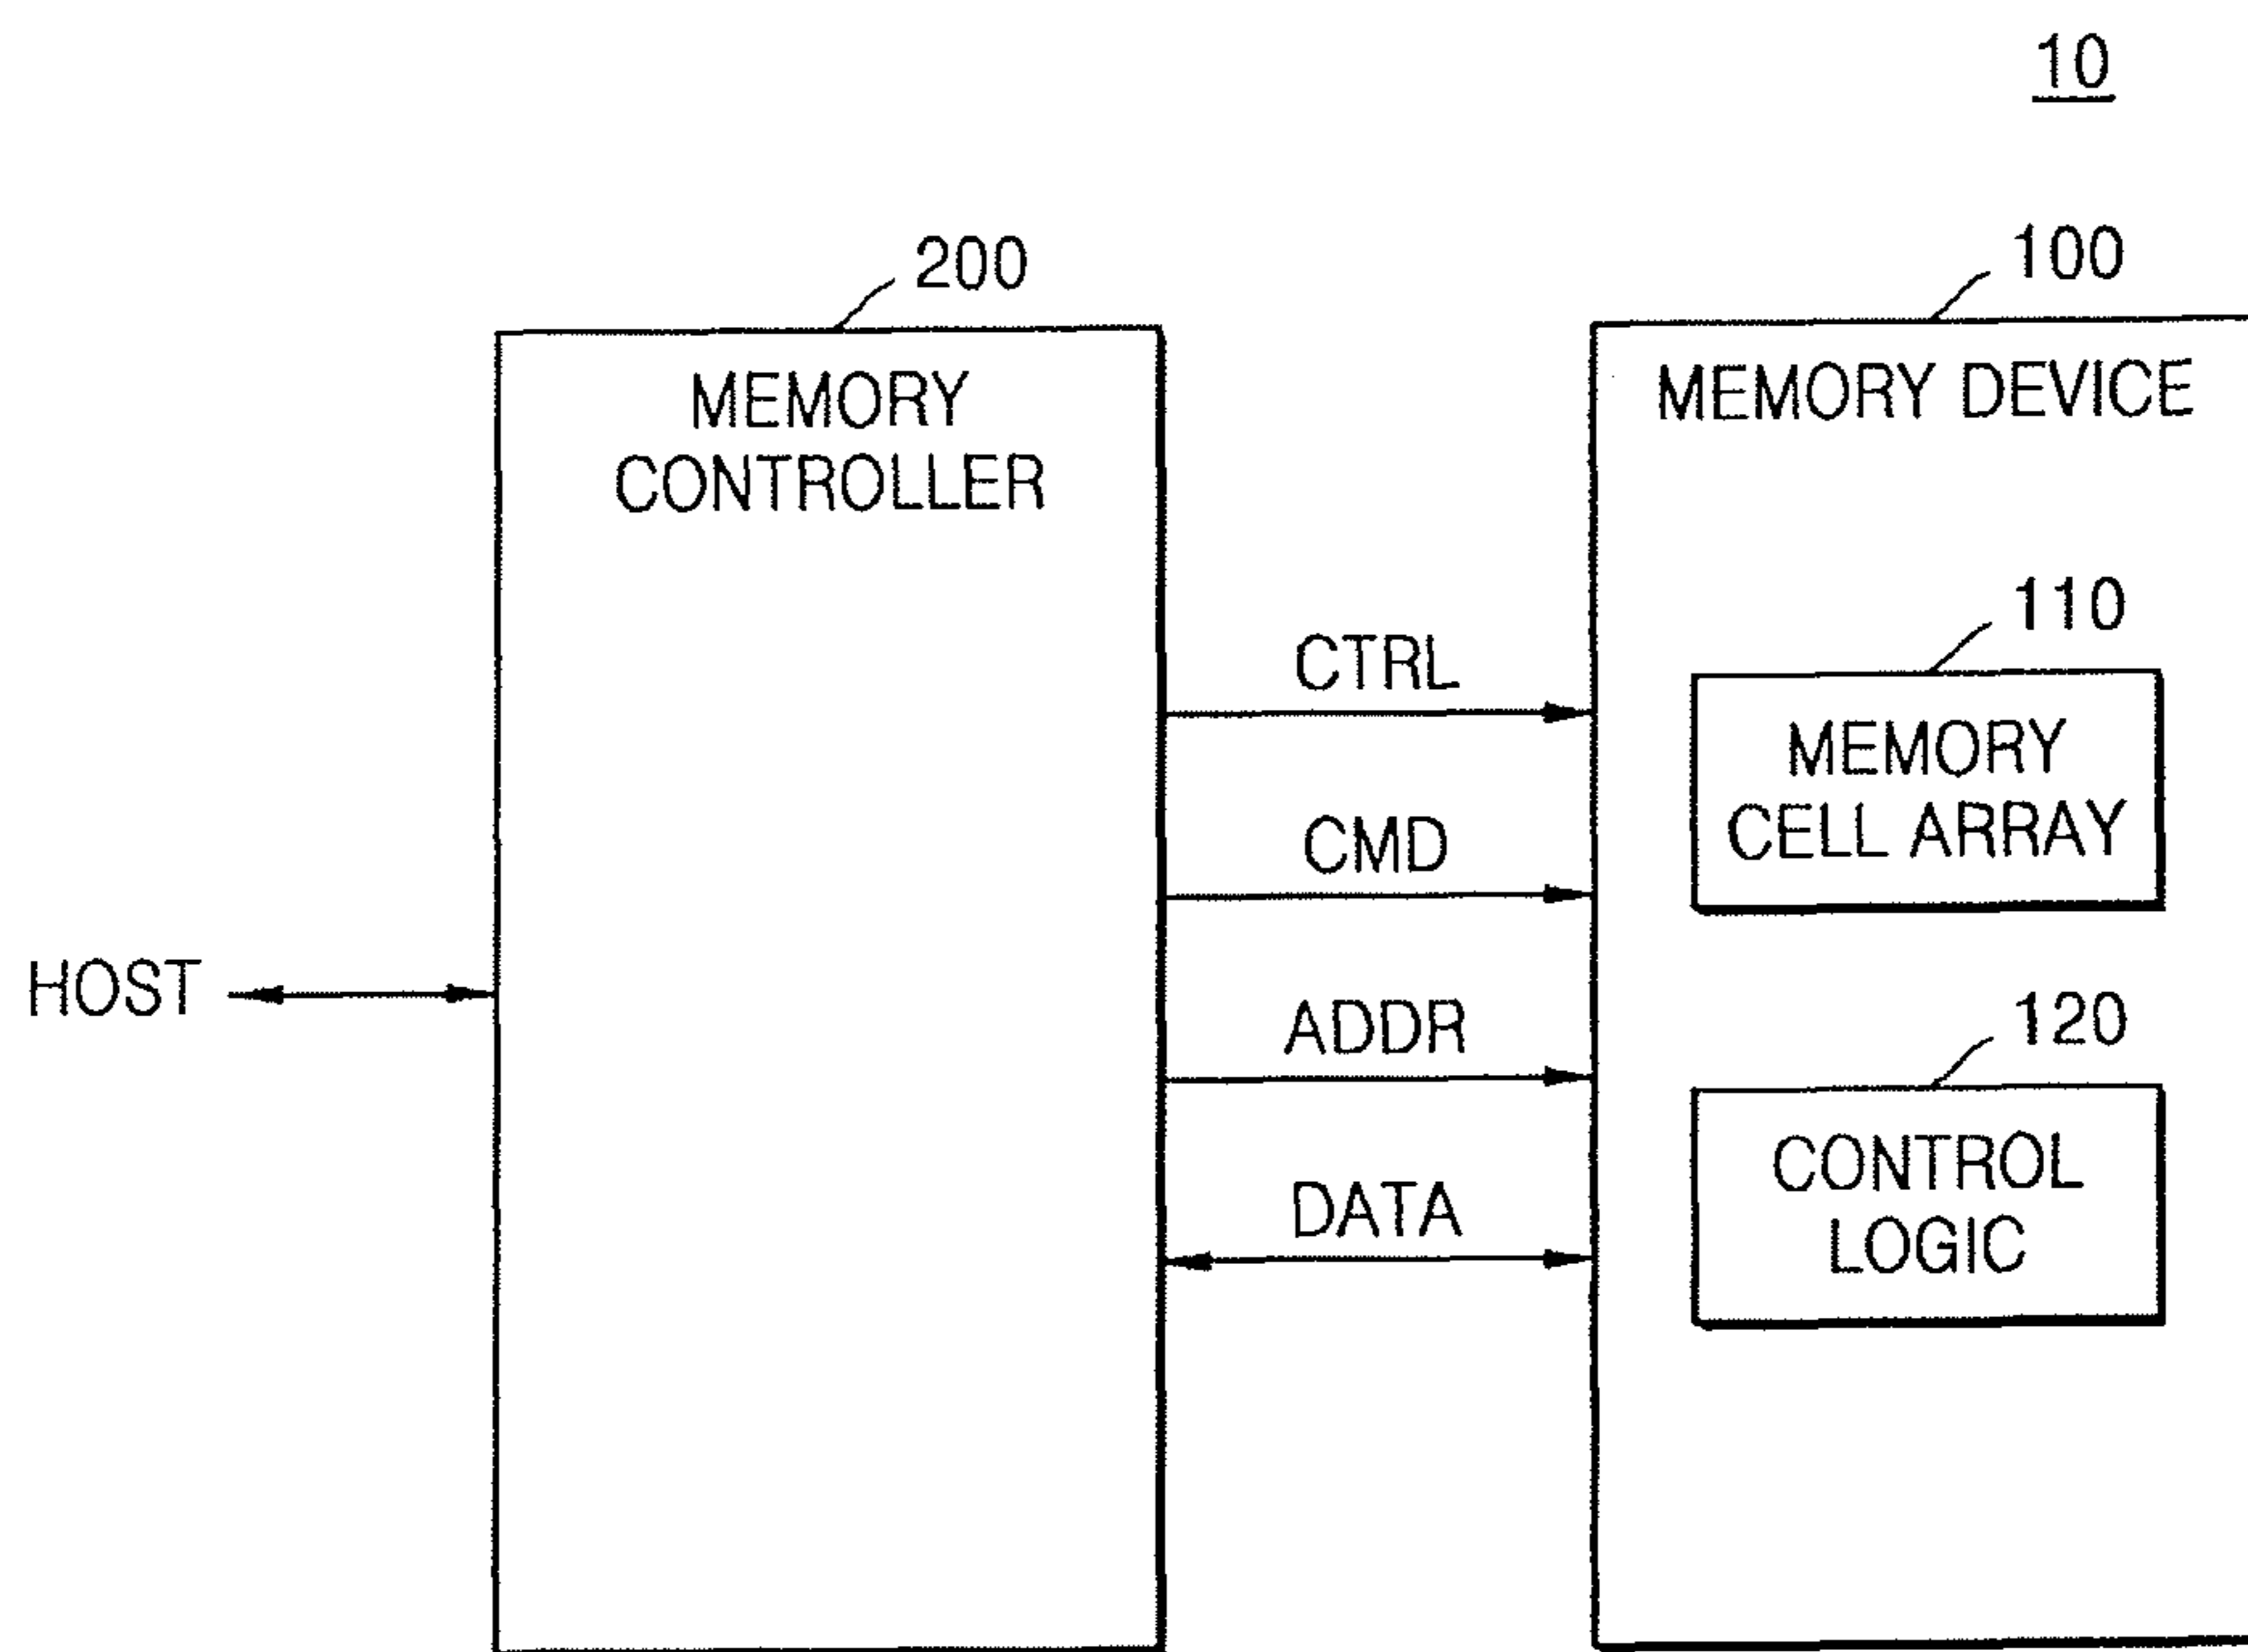 10
200
100
MEMORY
CONTROLLER
MEMORY DEVICE
110
CTRL
MEMORY
CELL ARRAY
CMD
HOST
ADDR
120
CONTROL
LOGIC
DATA